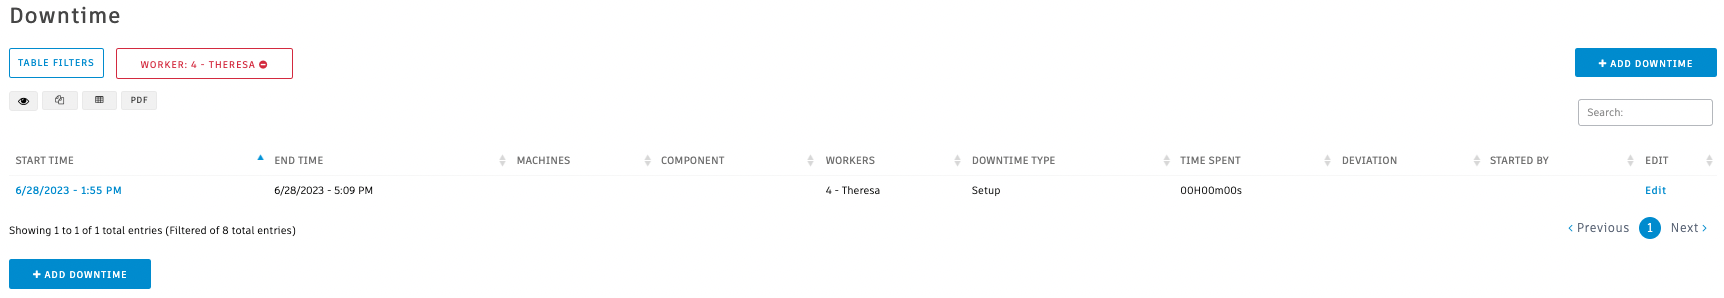 Downtime
TABLE FILTERS
WORKER: 4 - THERESA
+ ADD DOWNTIME
PDF
Search:
START TIME END TIME MACHINES COMPONENT WORKERS DOWNTIME TYPE TIME SPENT DEVIATION STARTED BY EDIT
6/28/2023 - 1:55 PM 6/28/2023 - 5:09 PM 4 - Theresa Setup 00H00m00s Edit
Showing 1 to 1 of 1 total entries (Filtered of 8 total entries)
‹ Previous 1 Next ›
+ ADD DOWNTIME